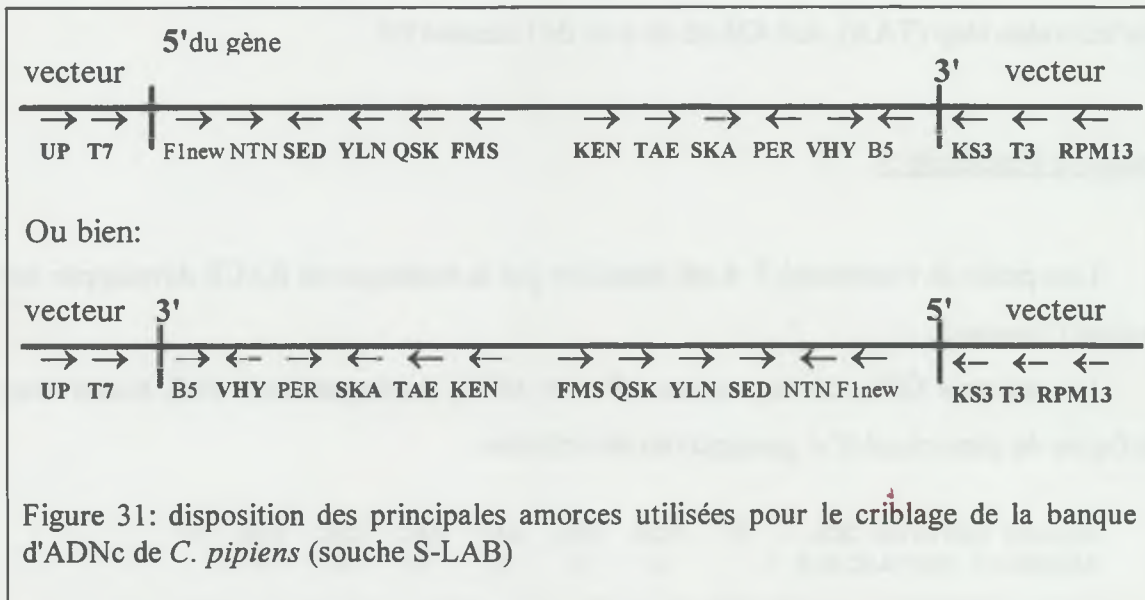 5' du gène
vecteur 3' vecteur
UP T7 F1new NTN SED YLN QSK FMS KEN TAE SKA PER VHY B5 KS3 T3 RPM13
Ou bien:
vecteur 3' 5' vecteur
UP T7 B5 VHY PER SKA TAE KEN FMS QSK YLN SED NTN F1new KS3 T3 RPM13
Figure 31: disposition des principales amorces utilisées pour le criblage de la banque
d'ADNc de C. pipiens (souche S-LAB)